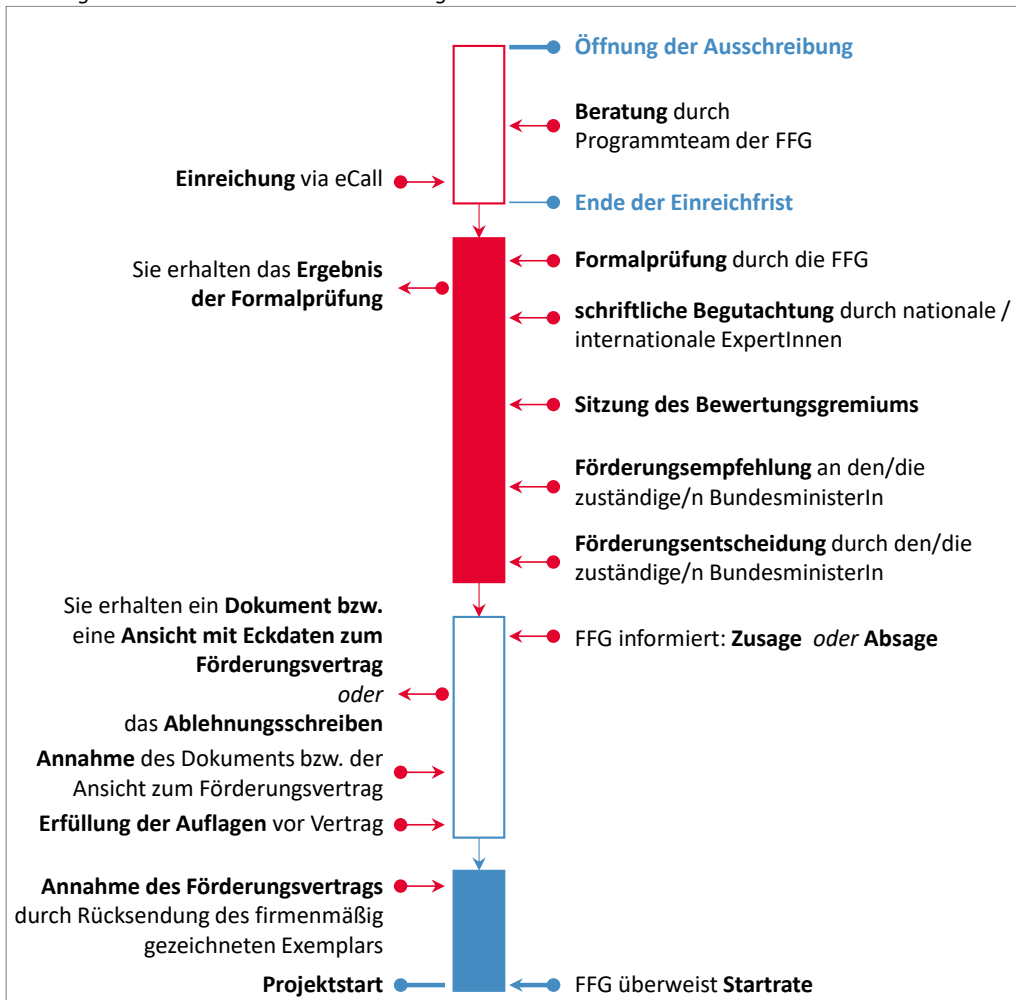 Öffnung der Ausschreibung
Beratung durch
Programmteam der FFG
Einreichung via eCall
Ende der Einreichfrist
Formalprüfung durch die FFG
Sie erhalten das Ergebnis
der Formalprüfung
schriftliche Begutachtung durch nationale /
internationale ExpertInnen
Sitzung des Bewertungsgremiums
Förderungsempfehlung an den/die
zuständige/n BundesministerIn
Förderungsentscheidung durch den/die
zuständige/n BundesministerIn
Sie erhalten ein Dokument bzw.
eine Ansicht mit Eckdaten zum
Förderungsvertrag
oder
das Ablehnungsschreiben
FFG informiert: Zusage oder Absage
Annahme des Dokuments bzw. der
Ansicht zum Förderungsvertrag
Erfüllung der Auflagen vor Vertrag
Annahme des Förderungsvertrags
durch Rücksendung des firmenmäßig
gezeichneten Exemplars
Projektstart
FFG überweist Startrate